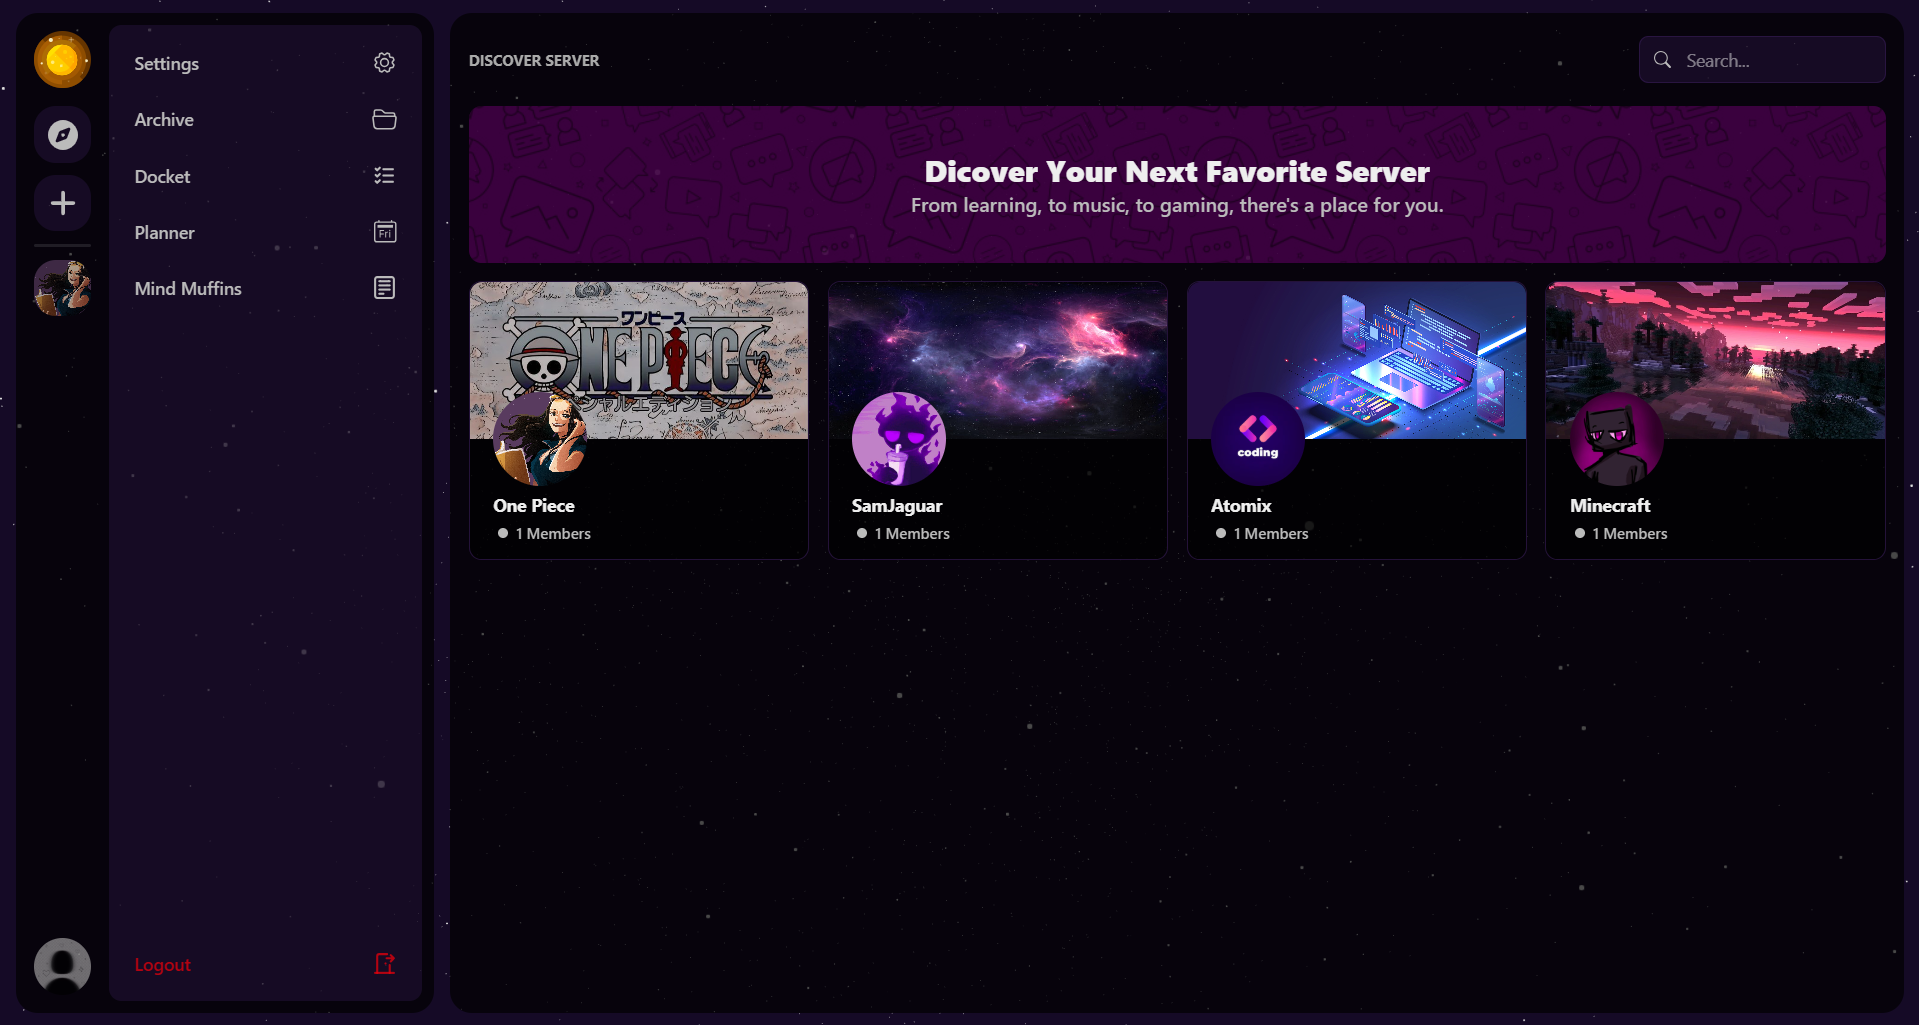 Settings
Archive
Docket
Planner
Fri
Mind Muffins
Logout
DISCOVER SERVER
Search...
Dicover Your Next Favorite Server
From learning, to music, to gaming, there's a place for you.
ワンピース
ONE PIECE
One Piece
1 Members
SamJaguar
1 Members
coding
Atomix
1 Members
Minecraft
1 Members